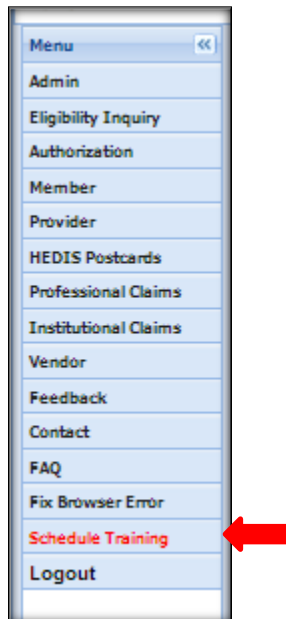 Menu
Admin
Eligibility Inquiry
Authorization
Member
Provider
HEDIS Postcards
Professional Claims
Institutional Claims
Vendor
Feedback
Contact
FAQ
Fix Browser Error
Schedule Training
Logout